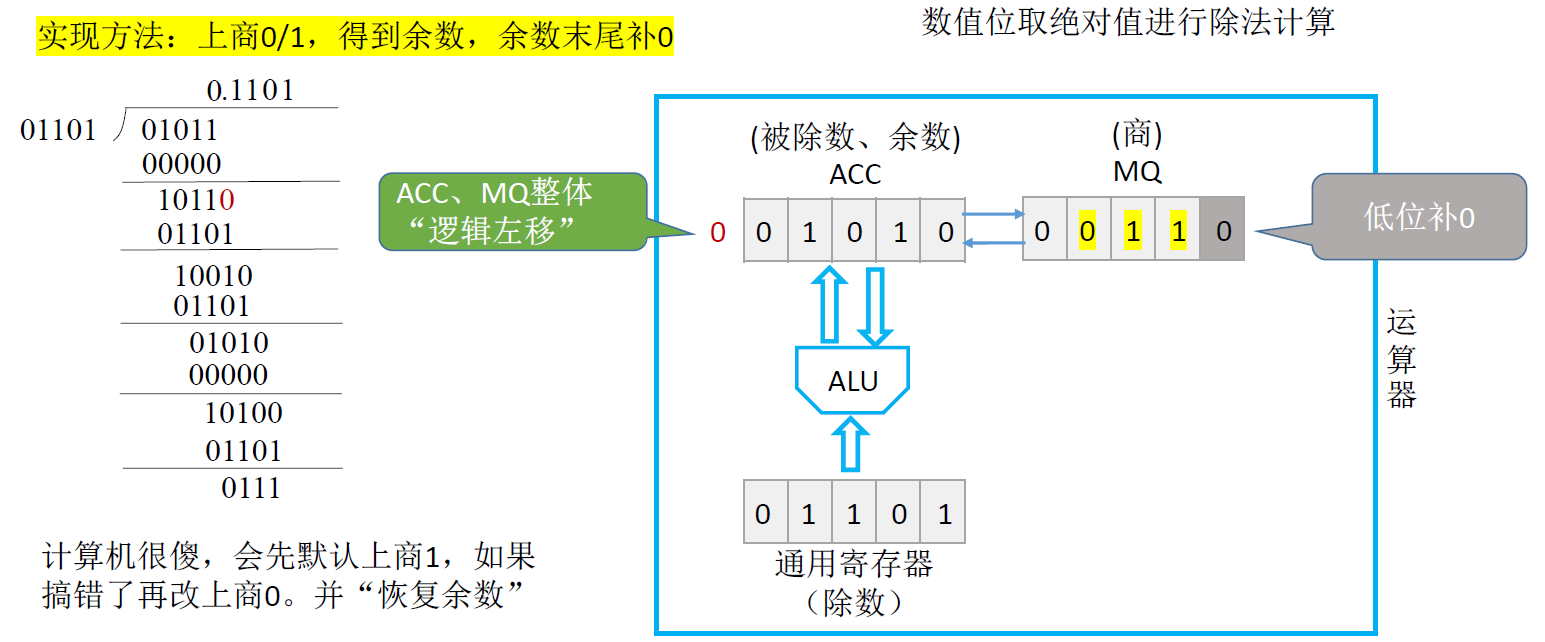 实现方法：上商0/1，得到余数，余数末尾补0
数值位取绝对值进行除法计算
0.1101
01101
01011
00000
10110
01101
10010
01101
01010
00000
10100
01101
0111
计算机很傻，会先默认上商1，如果
搞错了再改上商0。并“恢复余数”
ACC、MQ整体
“逻辑左移”
(被除数、余数)
ACC
(商)
MQ
0 0 1 0 1 0
0 0 1 1 0
低位补0
ALU
0 1 1 0 1
通用寄存器
（除数）
运
算
器